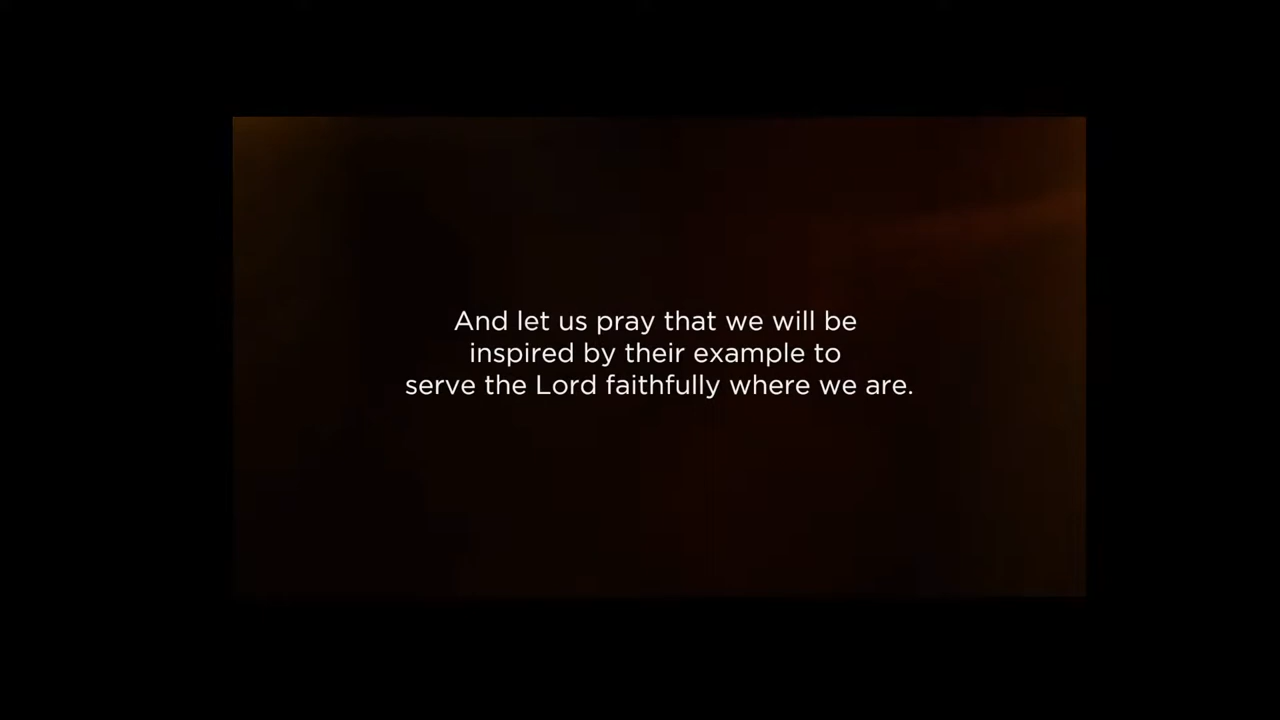 And let us pray that we will be
inspired by their example to
serve the Lord faithfully where we are.